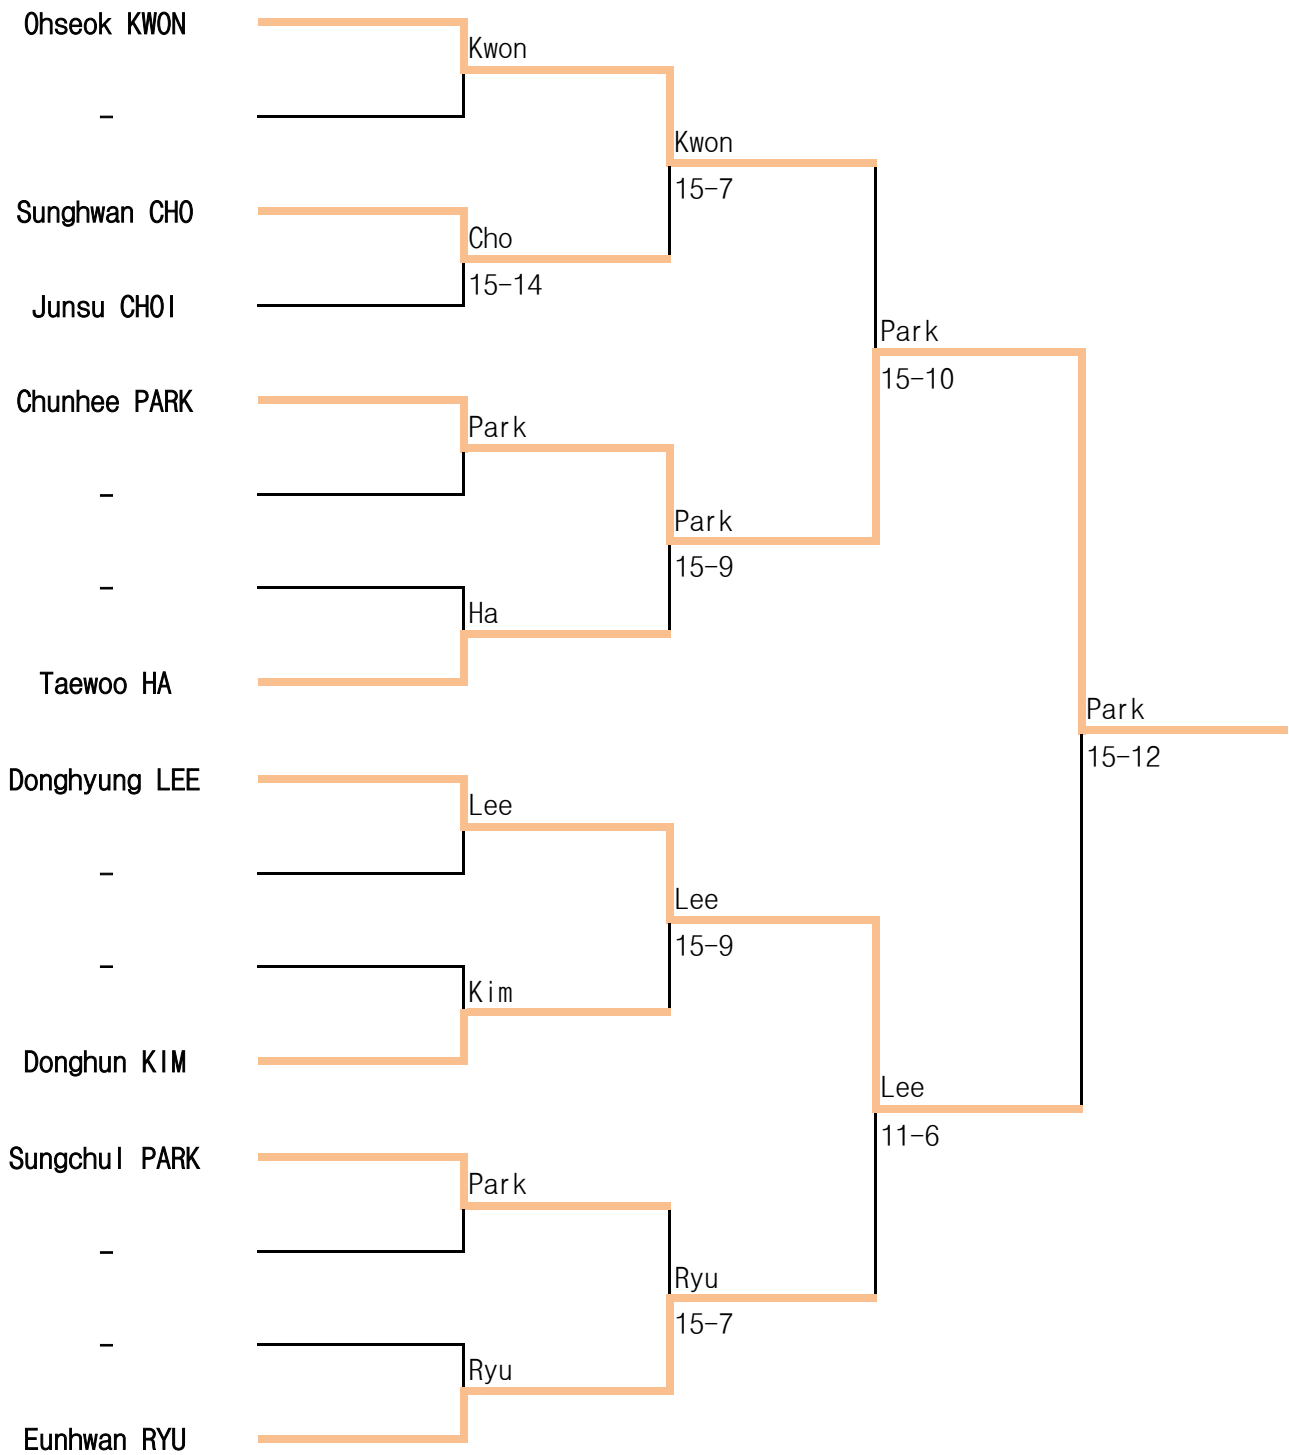 Ohseok KWON
Kwon
-
Kwon
15-7
Sunghwan CHO
Cho
15-14
Junsu CHOI
Park
15-10
Chunhee PARK
Park
-
Park
15-9
-
Ha
Taewoo HA
Park
15-12
Donghyung LEE
Lee
-
Lee
15-9
-
Kim
Donghun KIM
Lee
11-6
Sungchul PARK
Park
-
Ryu
15-7
-
Ryu
Eunhwan RYU